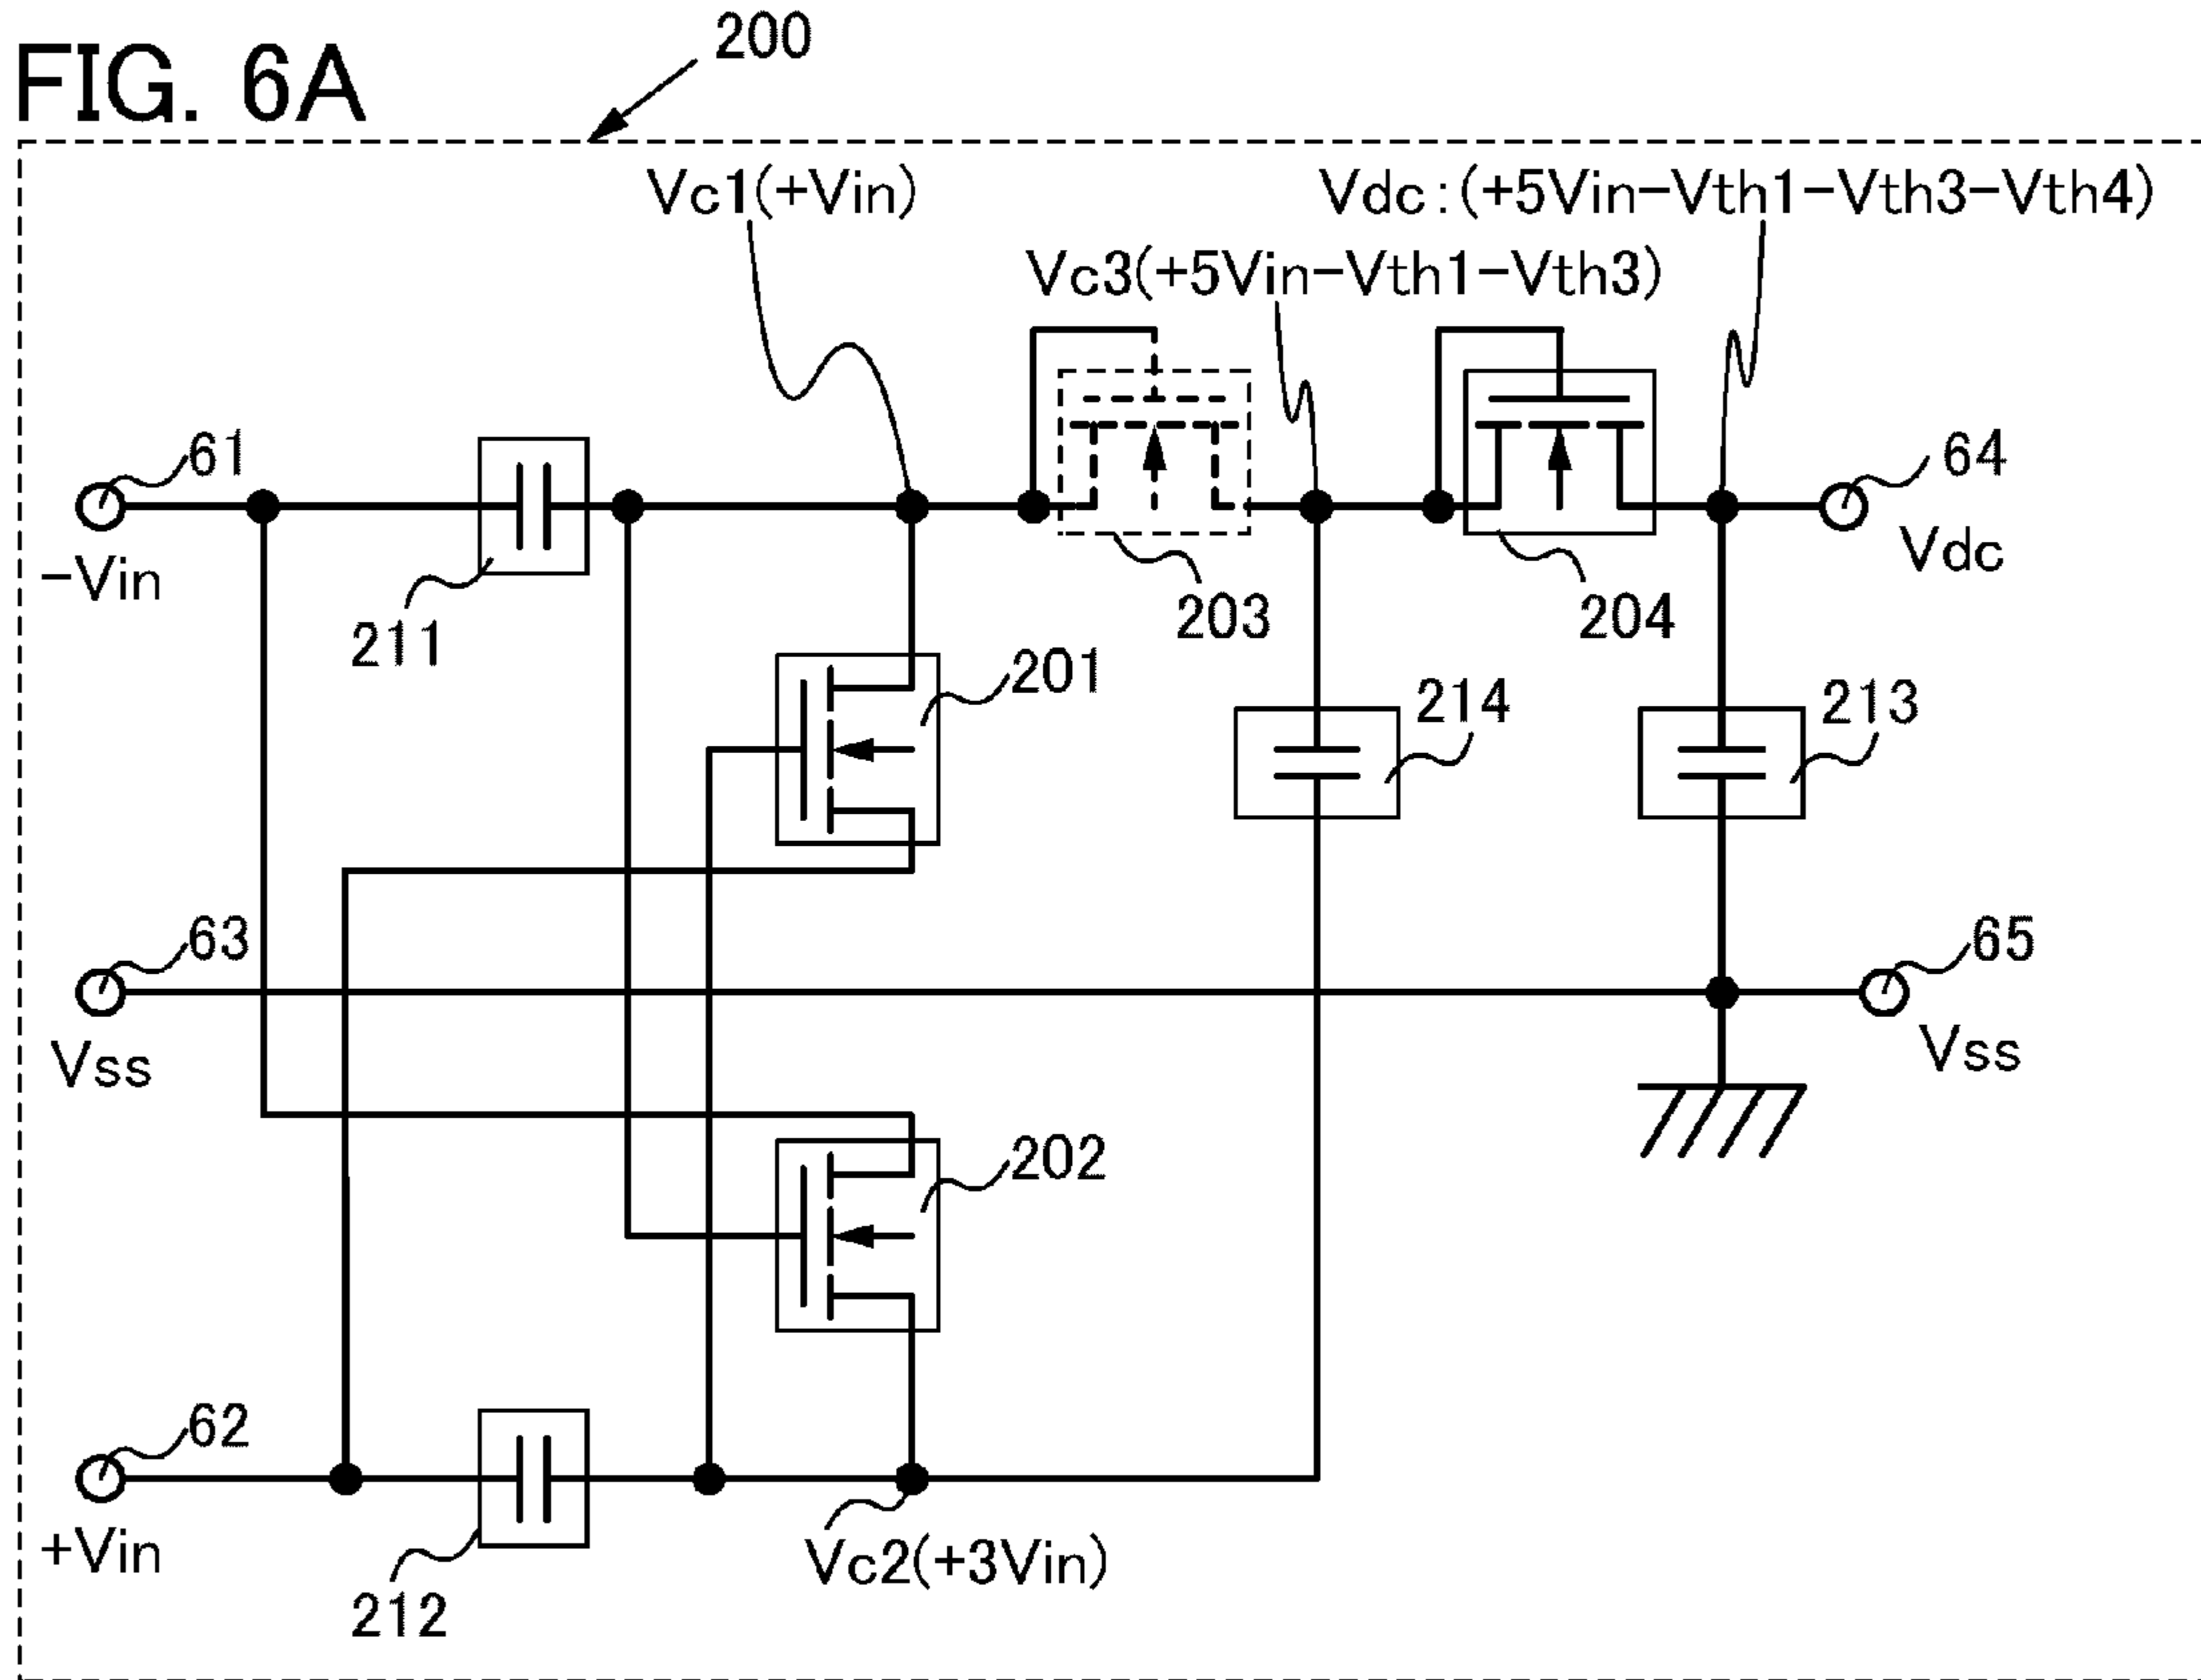 FIG. 6A
200
Vc1(+Vin)
Vdc:(+5Vin-Vth1-Vth3-Vth4)
Vc3(+5Vin-Vth1-Vth3)
61
-Vin
211
203
204
64
Vdc
201
214
213
63
Vss
65
Vss
202
62
+Vin
212
Vc2(+3Vin)